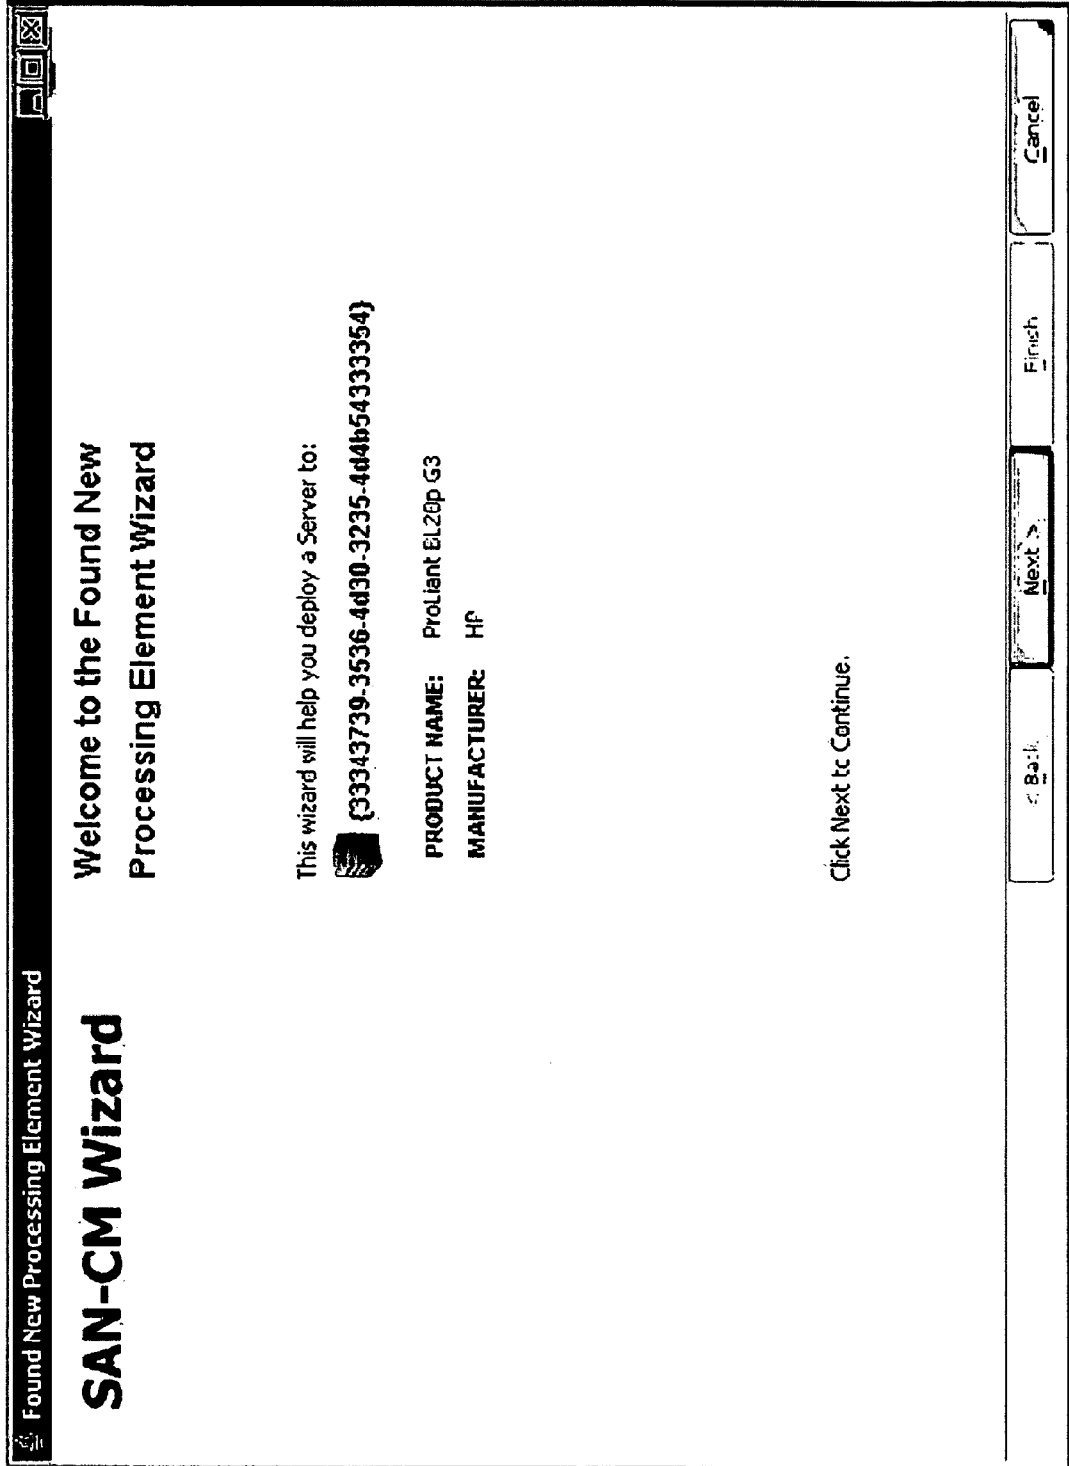 Found New Processing Element Wizard
SAN-CM Wizard
Welcome to the Found New
Processing Element Wizard
This wizard will help you deploy a Server to:
{33343739-3536-4d30-3235-4d4b54333354}
PRODUCT NAME: ProLiant BL20p G3
MANUFACTURER: HP
Click Next to Continue.
< Back
Next >
Finish
Cancel